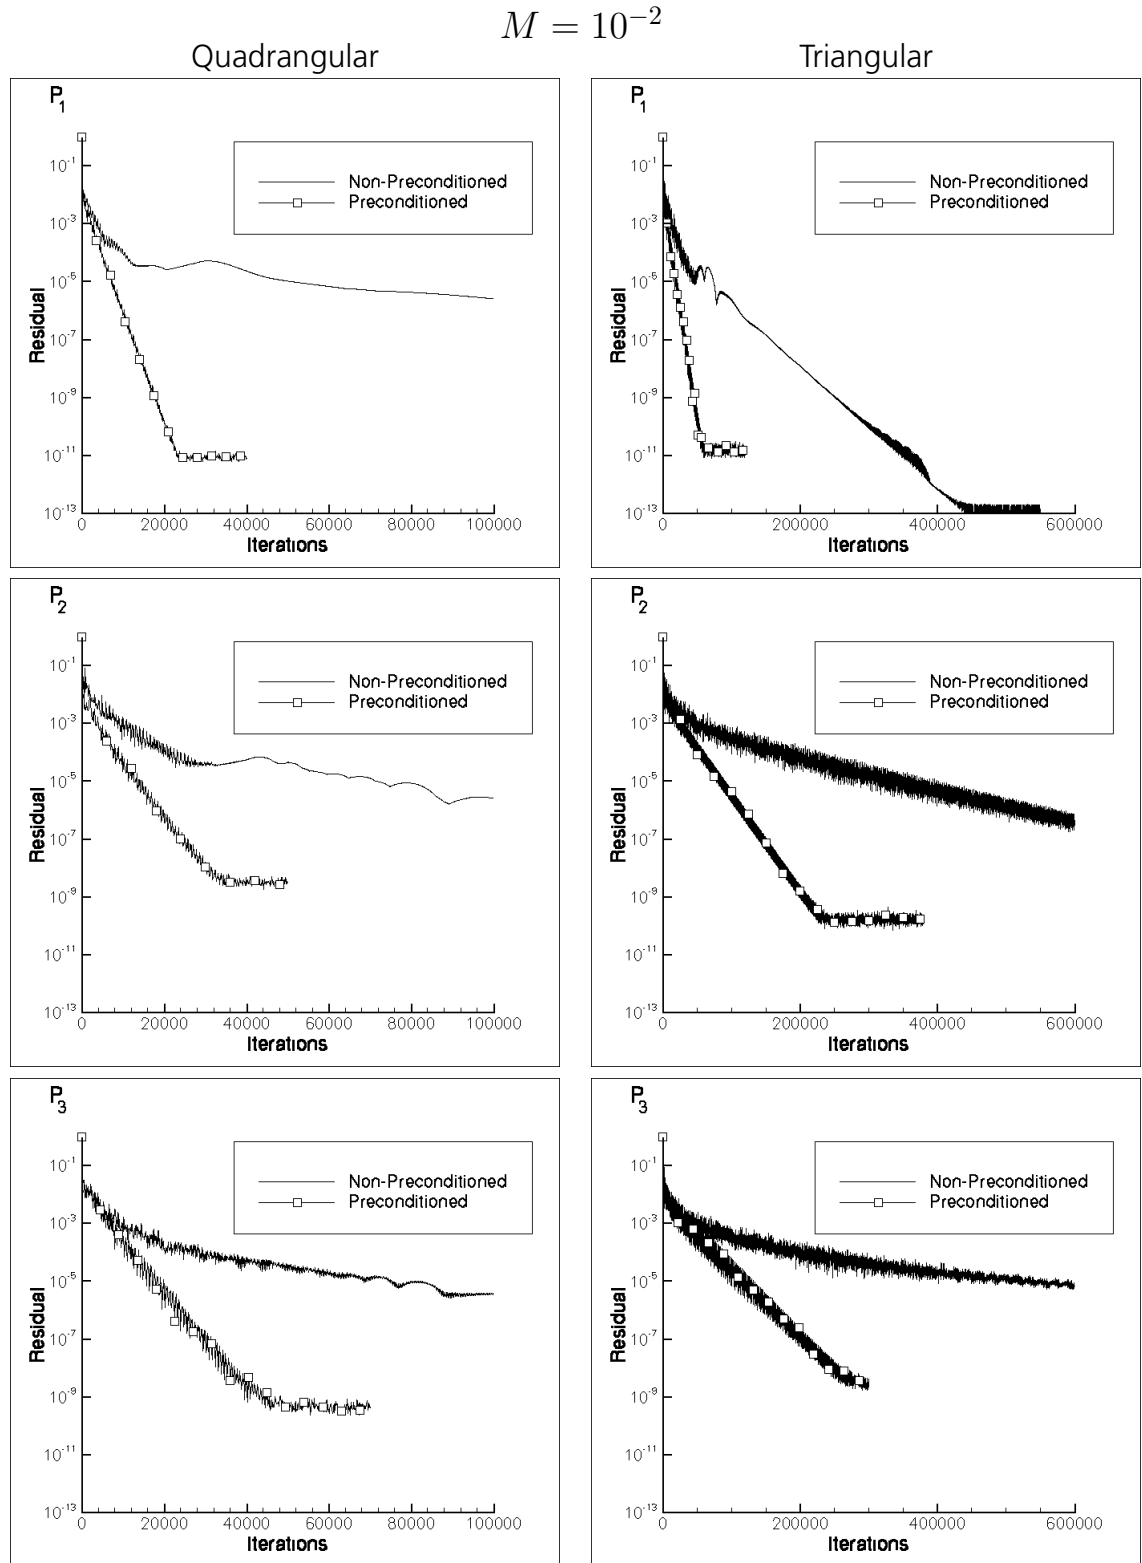 M = 10⁻²
Quadrangular
Triangular
P₁
Non-Preconditioned
Preconditioned
Residual
10⁻¹
10⁻³
10⁻⁵
10⁻⁷
10⁻⁹
10⁻¹¹
10⁻¹³
0 20000 40000 60000 80000 100000
Iterations
P₁
Non-Preconditioned
Preconditioned
Residual
10⁻¹
10⁻³
10⁻⁵
10⁻⁷
10⁻⁹
10⁻¹¹
10⁻¹³
0 200000 400000 600000
Iterations
P₂
Non-Preconditioned
Preconditioned
Residual
10⁻¹
10⁻³
10⁻⁵
10⁻⁷
10⁻⁹
10⁻¹¹
10⁻¹³
0 20000 40000 60000 80000 100000
Iterations
P₂
Non-Preconditioned
Preconditioned
Residual
10⁻¹
10⁻³
10⁻⁵
10⁻⁷
10⁻⁹
10⁻¹¹
10⁻¹³
0 200000 400000 600000
Iterations
P₃
Non-Preconditioned
Preconditioned
Residual
10⁻¹
10⁻³
10⁻⁵
10⁻⁷
10⁻⁹
10⁻¹¹
10⁻¹³
0 20000 40000 60000 80000 100000
Iterations
P₃
Non-Preconditioned
Preconditioned
Residual
10⁻¹
10⁻³
10⁻⁵
10⁻⁷
10⁻⁹
10⁻¹¹
10⁻¹³
0 200000 400000 600000
Iterations